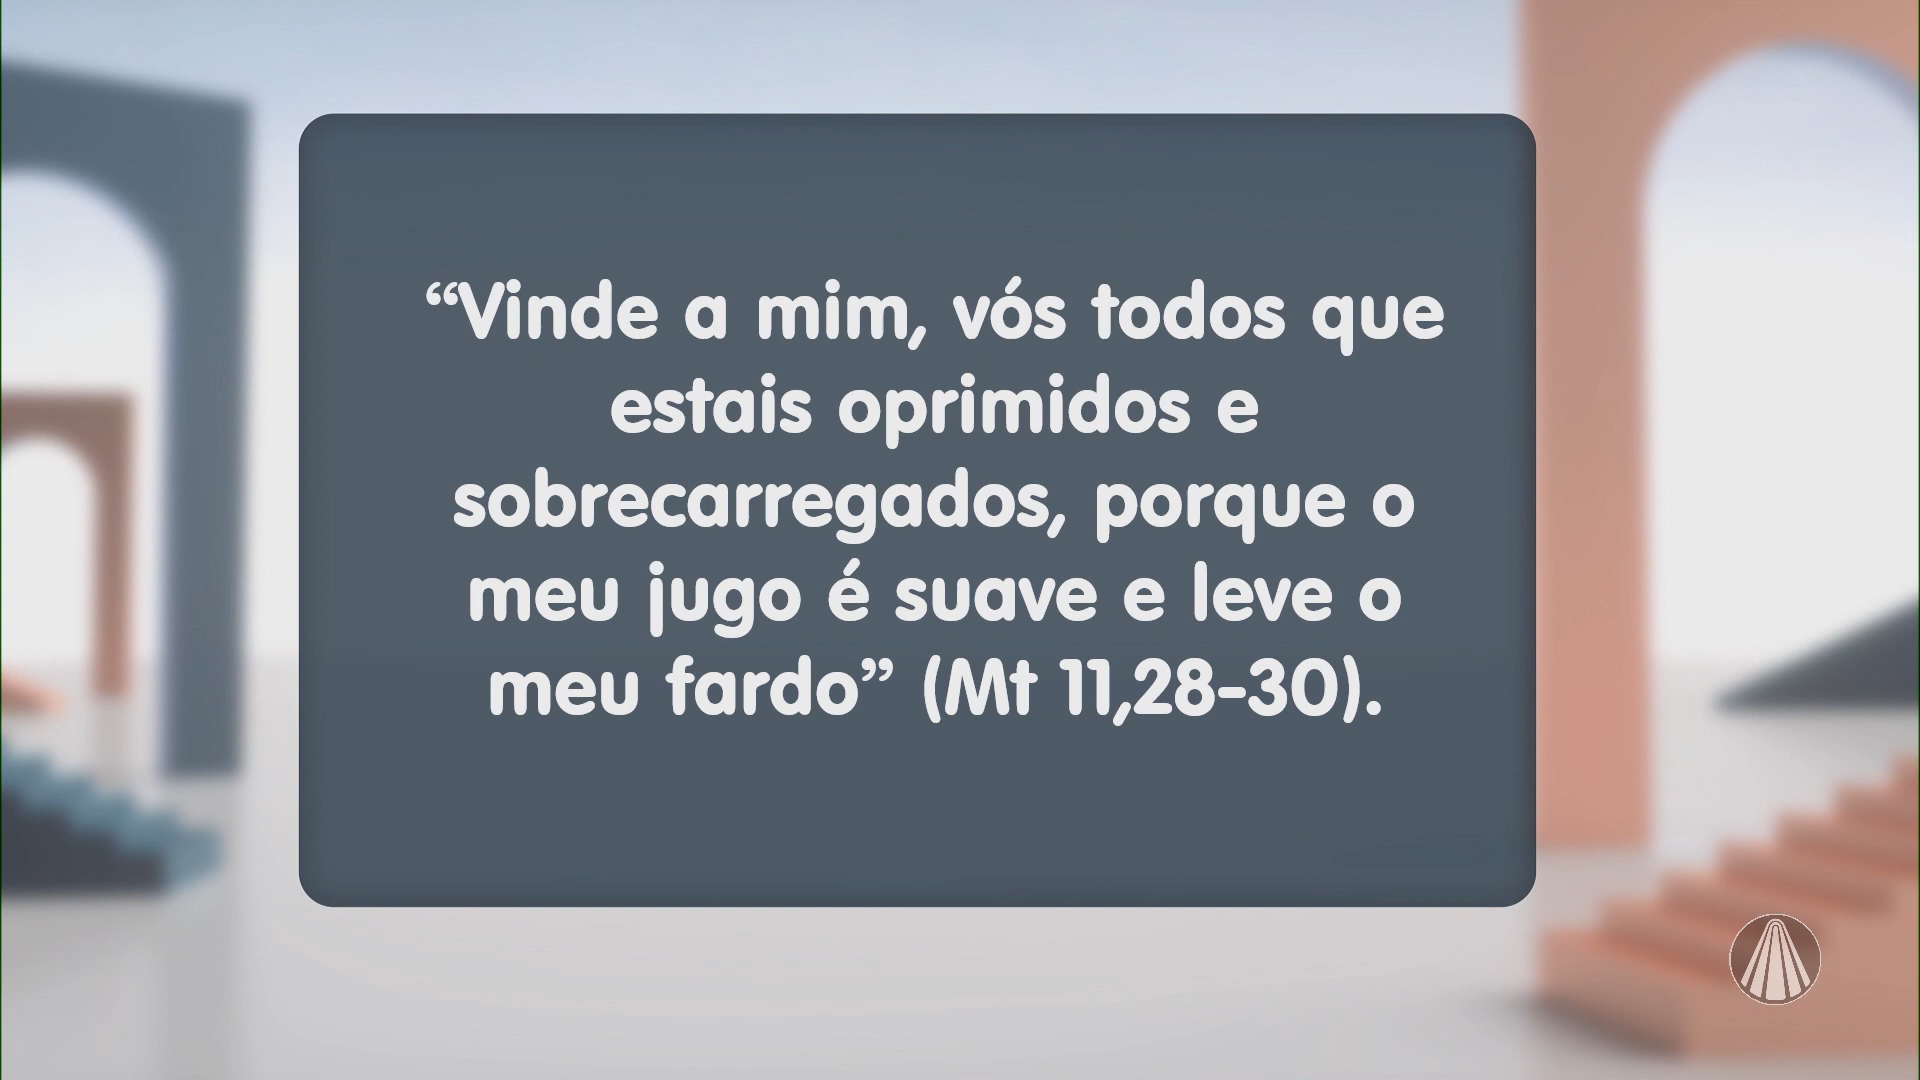 “Vinde a mim, vós todos que
estais oprimidos e
sobrecarregados, porque o
meu jugo é suave e leve o
meu fardo” (Mt 11,28-30).